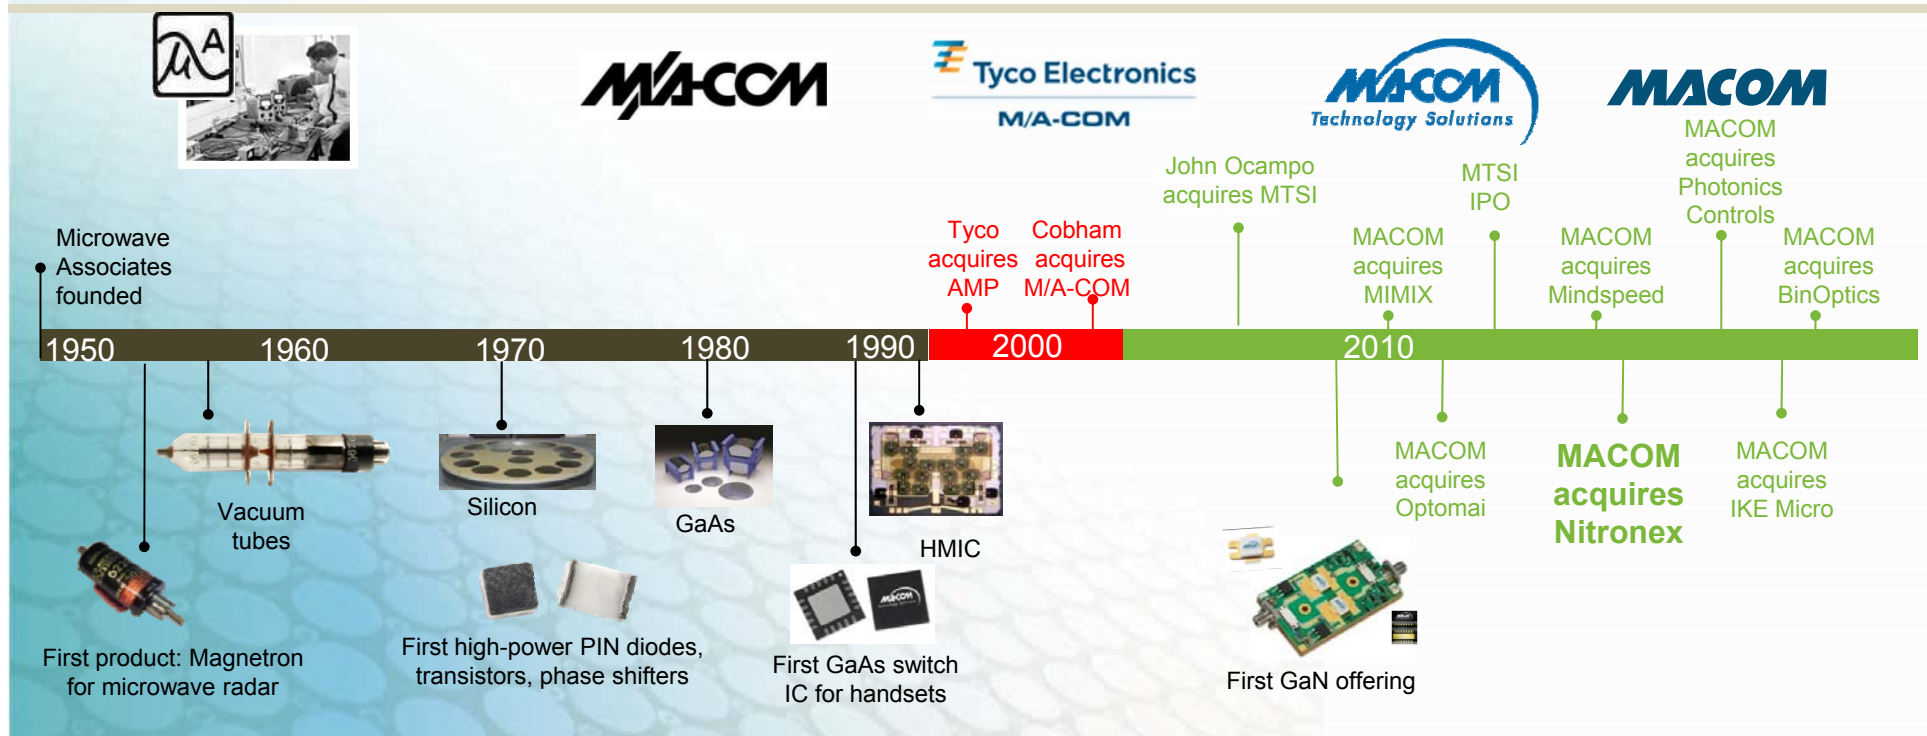 μA
M/A-COM
Tyco Electronics
M/A-COM
MACOM
Technology Solutions
MACOM
Microwave
Associates
founded
Tyco
acquires
AMP
Cobham
acquires
M/A-COM
John Ocampo
acquires MTSI
MACOM
acquires
MIMIX
MTSI
IPO
MACOM
acquires
Mindspeed
MACOM
acquires
Photonics
Controls
MACOM
acquires
BinOptics
1950
1960
1970
1980
1990
2000
2010
Vacuum
tubes
Silicon
GaAs
HMIC
MACOM
acquires
Optomai
MACOM
acquires
Nitronex
MACOM
acquires
IKE Micro
First product: Magnetron
for microwave radar
First high-power PIN diodes,
transistors, phase shifters
MACOM
First GaAs switch
IC for handsets
First GaN offering